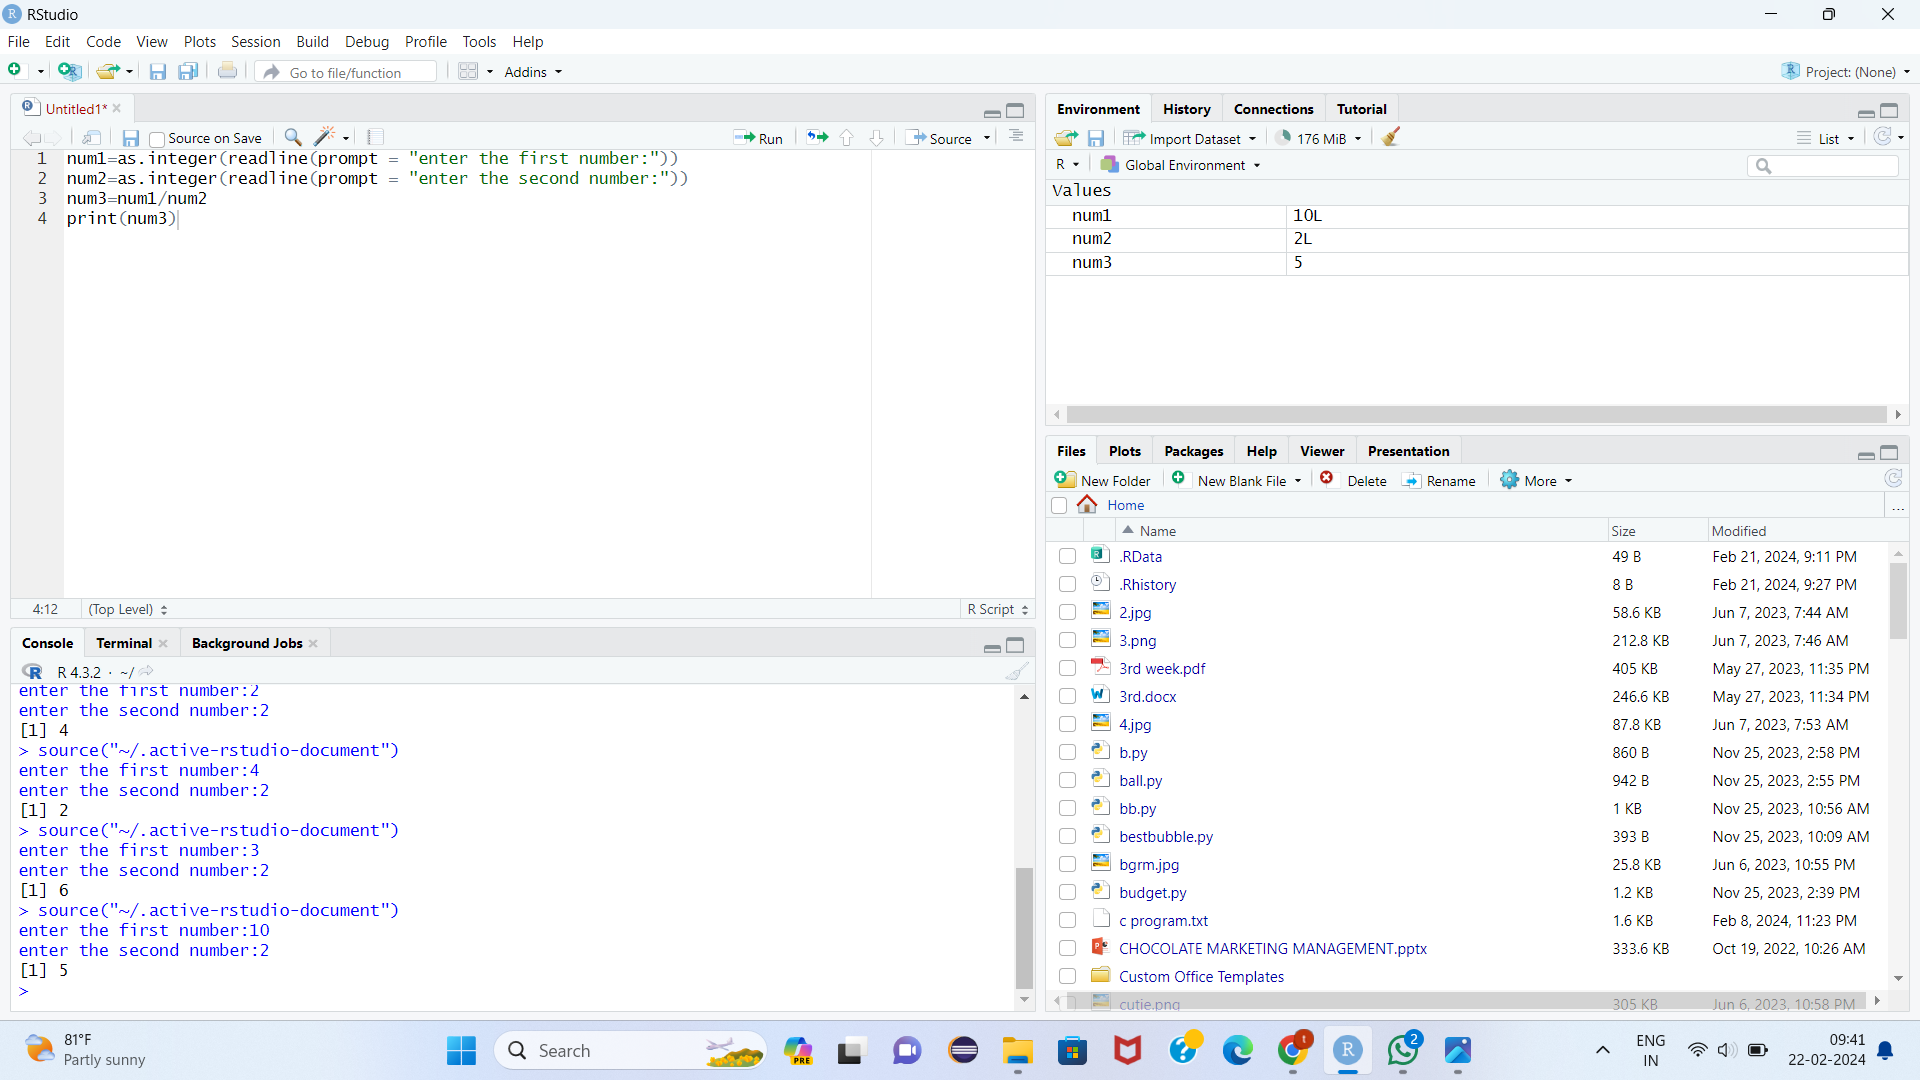 RStudio
File Edit Code View Plots Session Build Debug Profile Tools Help
Go to file/function Addins Project: (None)
Untitled1*
Source on Save Run Source
1 num1=as.integer(readline(prompt = "enter the first number:"))
2 num2=as.integer(readline(prompt = "enter the second number:"))
3 num3=num1/num2
4 print(num3)
4:12 (Top Level) R Script
Console Terminal Background Jobs
R 4.3.2 · ~/
enter the first number:2
enter the second number:2
[1] 4
> source("~/.active-rstudio-document")
enter the first number:4
enter the second number:2
[1] 2
> source("~/.active-rstudio-document")
enter the first number:3
enter the second number:2
[1] 6
> source("~/.active-rstudio-document")
enter the first number:10
enter the second number:2
[1] 5
>
Environment History Connections Tutorial
Import Dataset 176 MiB List
R Global Environment
Values
num1 10L
num2 2L
num3 5
Files Plots Packages Help Viewer Presentation
New Folder New Blank File Delete Rename More
Home ...
Name Size Modified
.RData 49 B Feb 21, 2024, 9:11 PM
.Rhistory 8 B Feb 21, 2024, 9:27 PM
2.jpg 58.6 KB Jun 7, 2023, 7:44 AM
3.png 212.8 KB Jun 7, 2023, 7:46 AM
3rd week.pdf 405 KB May 27, 2023, 11:35 PM
3rd.docx 246.6 KB May 27, 2023, 11:34 PM
4.jpg 87.8 KB Jun 7, 2023, 7:53 AM
b.py 860 B Nov 25, 2023, 2:58 PM
ball.py 942 B Nov 25, 2023, 2:55 PM
bb.py 1 KB Nov 25, 2023, 10:56 AM
bestbubble.py 393 B Nov 25, 2023, 10:09 AM
bgrm.jpg 25.8 KB Jun 6, 2023, 10:55 PM
budget.py 1.2 KB Nov 25, 2023, 2:39 PM
c program.txt 1.6 KB Feb 8, 2024, 11:23 PM
CHOCOLATE MARKETING MANAGEMENT.pptx 333.6 KB Oct 19, 2022, 10:26 AM
Custom Office Templates
cutie.png 305 KB Jun 6, 2023, 10:58 PM
81°F
Partly sunny
Search
PRE
t
2
ENG
IN
09:41
22-02-2024